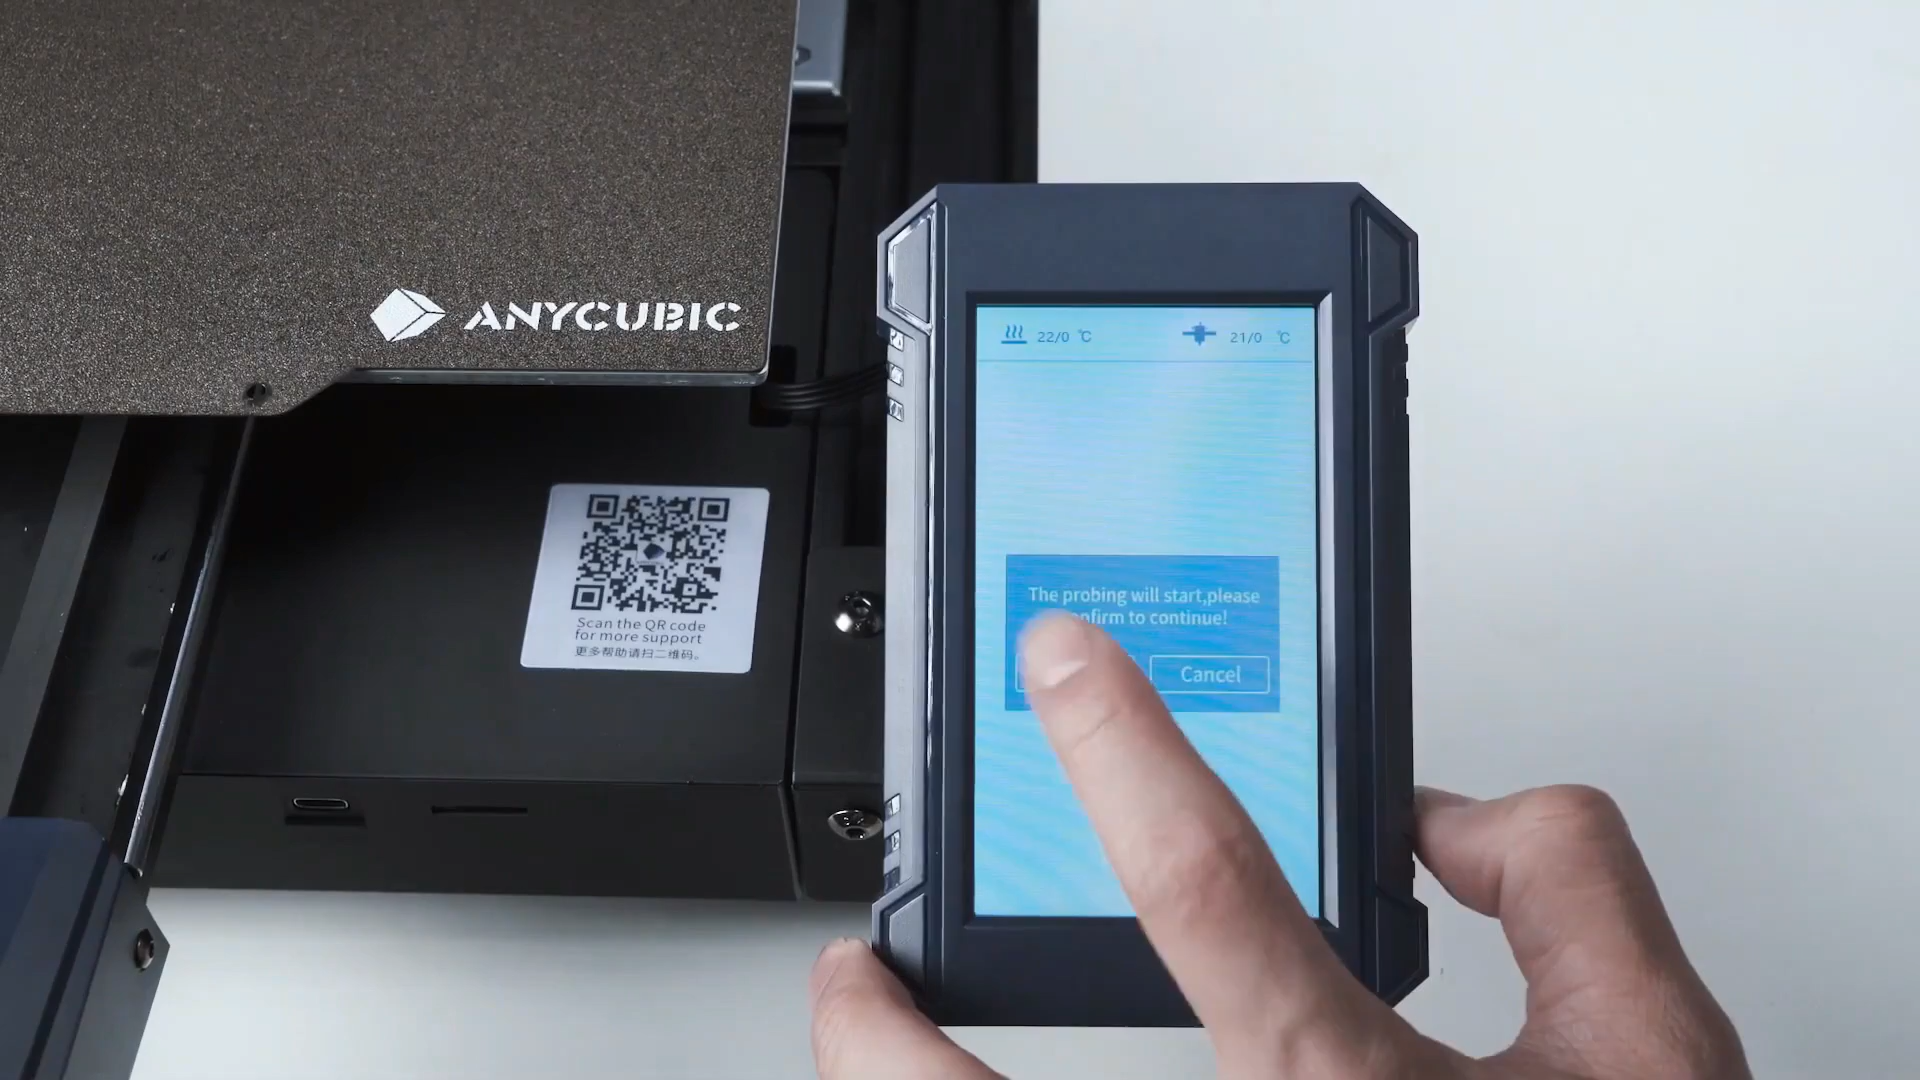 ANYCUBIC
22/0 ℃
21/0 ℃
The probing will start,please
to continue!
Cancel
Scan the QR code
for more support
更多帮助请扫二维码。